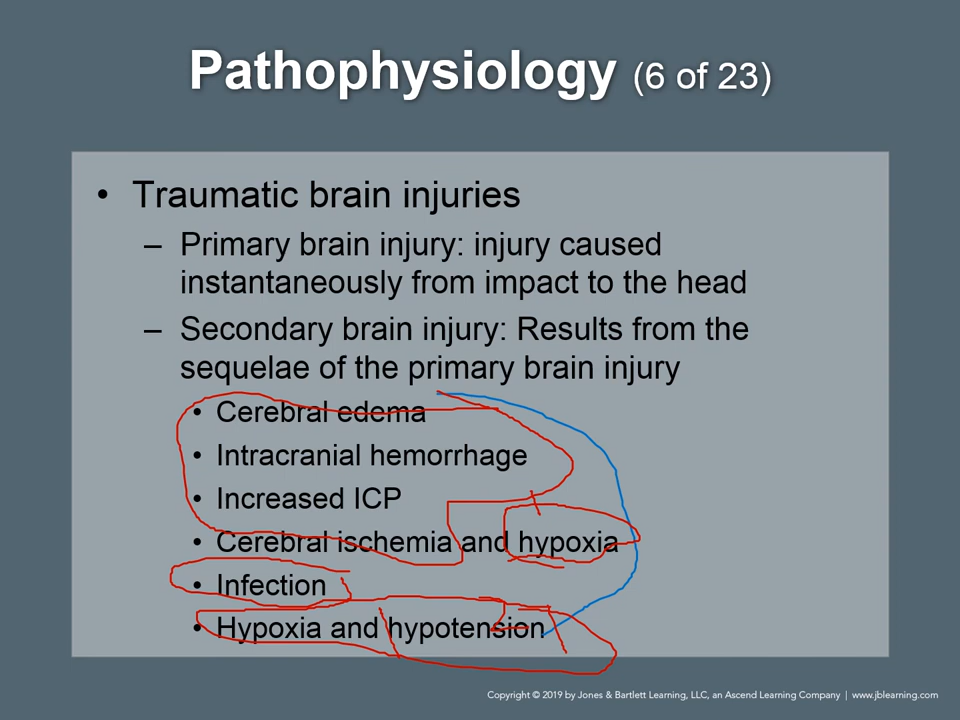 Pathophysiology (6 of 23)
• Traumatic brain injuries
– Primary brain injury: injury caused
instantaneously from impact to the head
– Secondary brain injury: Results from the
sequelae of the primary brain injury
• Cerebral edema
• Intracranial hemorrhage
• Increased ICP
• Cerebral ischemia and hypoxia
• Infection
• Hypoxia and hypotension
Copyright © 2019 by Jones & Bartlett Learning, LLC, an Ascend Learning Company | www.jblearning.com